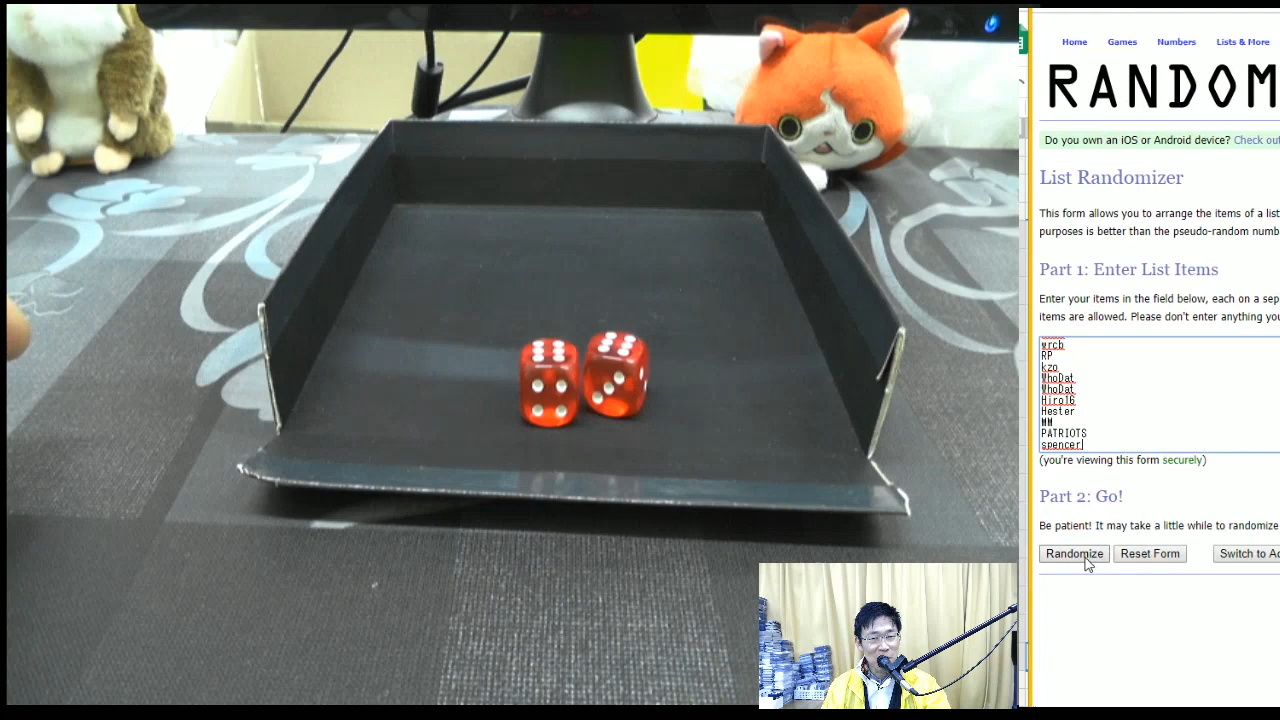 Home Games Numbers Lists & More
RANDOM
Do you own an iOS or Android device? Check out
List Randomizer
This form allows you to arrange the items of a list
purposes is better than the pseudo-random numb
Part 1: Enter List Items
Enter your items in the field below, each on a sep
items are allowed. Please don't enter anything you
wrcb
RP
kzo
WhoDat
WhoDat
Hiro16
Hester
MM
PATRIOTS
spencer
(you're viewing this form securely)
Part 2: Go!
Be patient! It may take a little while to randomize
Randomize Reset Form Switch to Ad